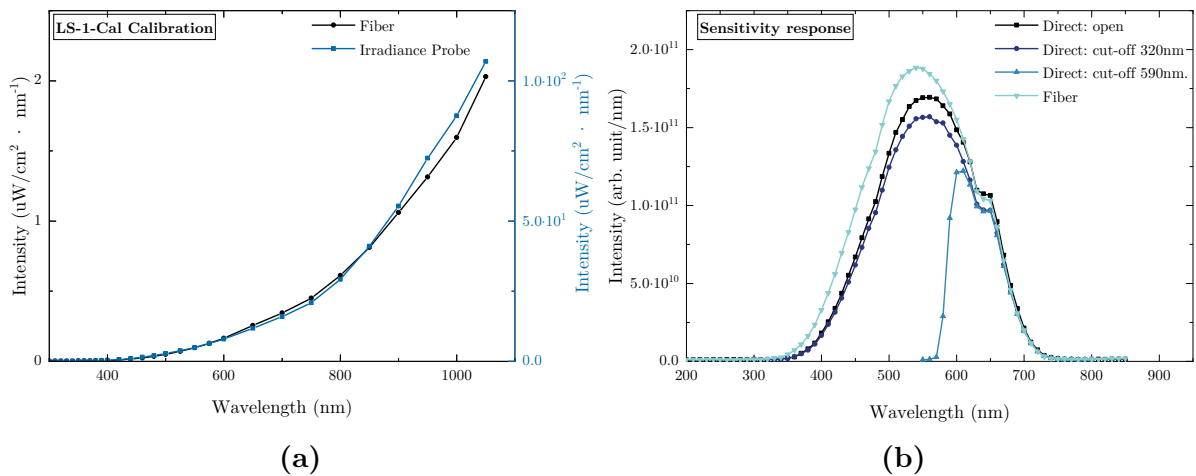 LS-1-Cal Calibration
Fiber
Irradiance Probe
Intensity (uW/cm² · nm⁻¹)
2
1
0
1.0*10²
5.0*10¹
0.0
Intensity (uW/cm² · nm⁻¹)
400 600 800 1000
Wavelength (nm)
(a)
Sensitivity response
Direct: open
Direct: cut-off 320nm
Direct: cut-off 590nm.
Fiber
Intensity (arb. unit/nm)
2.0*10¹¹
1.5*10¹¹
1.0*10¹¹
5.0*10¹⁰
0.0
200 300 400 500 600 700 800 900
Wavelength (nm)
(b)